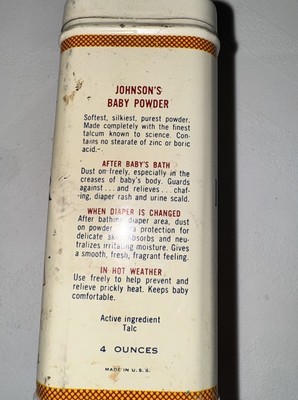 JOHNSON'S
BABY POWDER
Softest, silkiest, purest powder.
Made completely with the finest
talcum known to science. Con-
tains no stearate of zinc or boric
acid.
AFTER BABY'S BATH
Dust on freely, especially in the
creases of baby's body. Guards
against...and relieves...chaf-
ing, diaper rash and urine scald.
WHEN DIAPER IS CHANGED
After bathing diaper area, dust
on powder protection for
delicate absorbs and neu-
tralizes irritating moisture. Gives
a smooth, fresh, fragrant feeling.
IN HOT WEATHER
Use freely to help prevent and
relieve prickly heat. Keeps baby
comfortable.
Active ingredient
Talc
4 OUNCES
MADE IN U.S.A.